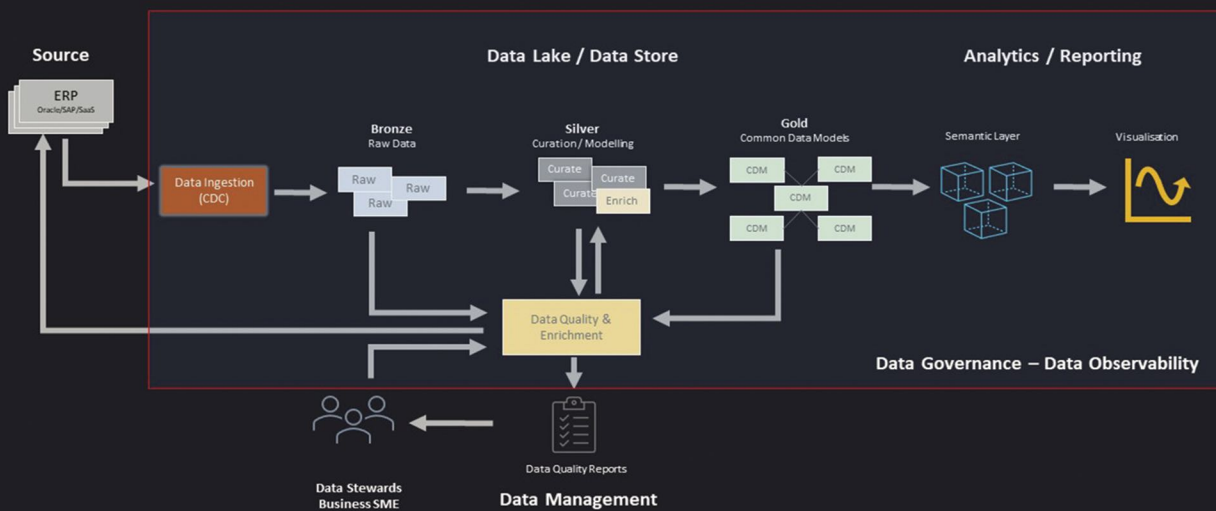 Source
Data Lake / Data Store
Analytics / Reporting
ERP
Oracle/SAP/SaaS
Bronze
Raw Data
Silver
Curation / Modelling
Gold
Common Data Models
Semantic Layer
Visualisation
Data Ingestion
(CDC)
Raw
Raw
Raw
Curate
Curate
Curate
Enrich
CDM
CDM
CDM
CDM
CDM
Data Quality &
Enrichment
Data Governance – Data Observability
Data Quality Reports
Data Stewards
Business SME
Data Management